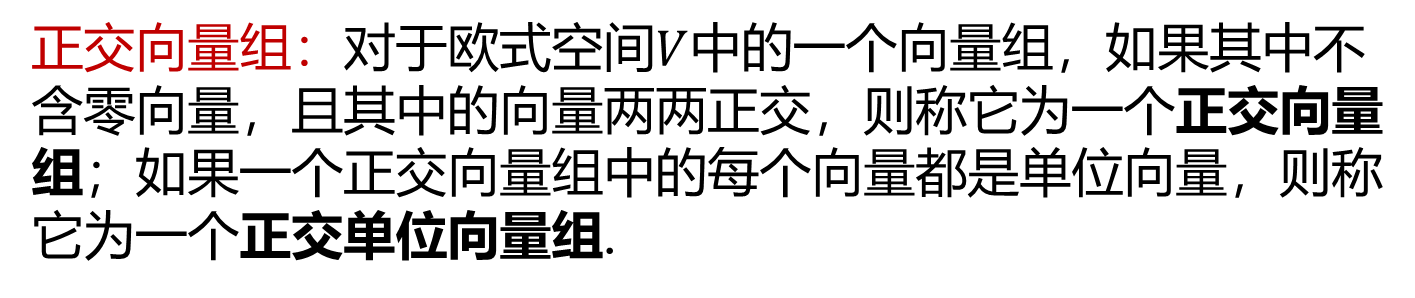 正交向量组：对于欧式空间V中的一个向量组，如果其中不
含零向量，且其中的向量两两正交，则称它为一个正交向量
组；如果一个正交向量组中的每个向量都是单位向量，则称
它为一个正交单位向量组.